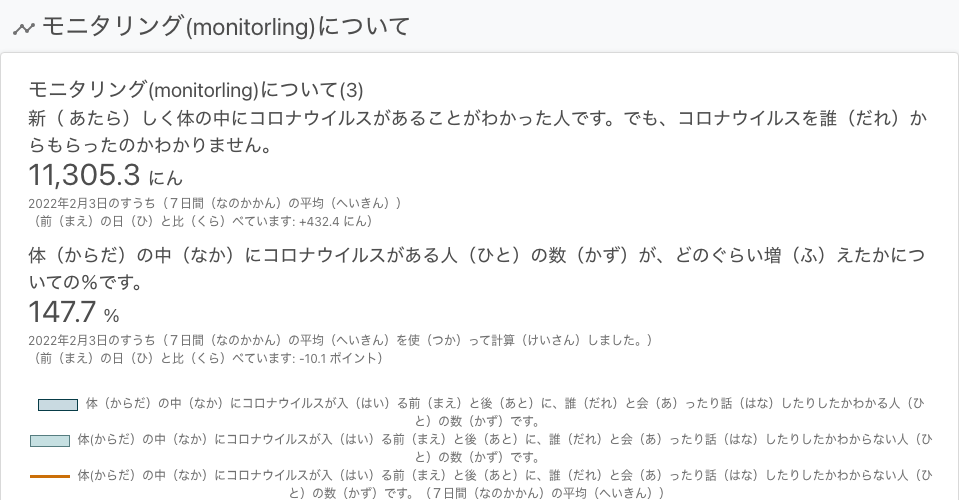 モニタリング(monitorling)について
モニタリング(monitorling)について(3)
新（ あたら）しく体の中にコロナウイルスがあることがわかった人です。でも、コロナウイルスを誰（だれ）か
らもらったのかわかりません。
11,305.3 にん
2022年2月3日のすうち（７日間（なのかかん）の平均（へいきん））
（前（まえ）の日（ひ）と比（くら）べています: +432.4 にん）
体（からだ）の中（なか）にコロナウイルスがある人（ひと）の数（かず）が、どのぐらい増（ふ）えたかにつ
いての%です。
147.7 %
2022年2月3日のすうち（７日間（なのかかん）の平均（へいきん）を使（つか）って計算（けいさん）しました。）
（前（まえ）の日（ひ）と比（くら）べています: -10.1 ポイント）
体（からだ）の中（なか）にコロナウイルスが入（はい）る前（まえ）と後（あと）に、誰（だれ）と会（あ）ったり話（はな）したりしたかわかる人（ひ
と）の数（かず）です。
体(からだ）の中（なか）にコロナウイルスが入（はい）る前（まえ）と後（あと）に、誰（だれ）と会（あ）ったり話（はな）したりしたかわからない人（ひ
と）の数（かず）です。
体(からだ）の中（なか）にコロナウイルスが入（はい）る前（まえ）と後（あと）に、誰（だれ）と会（あ）ったり話（はな）したりしたかわからない人（ひ
と）の数（かず）です。（７日間（なのかかん）の平均（へいきん））